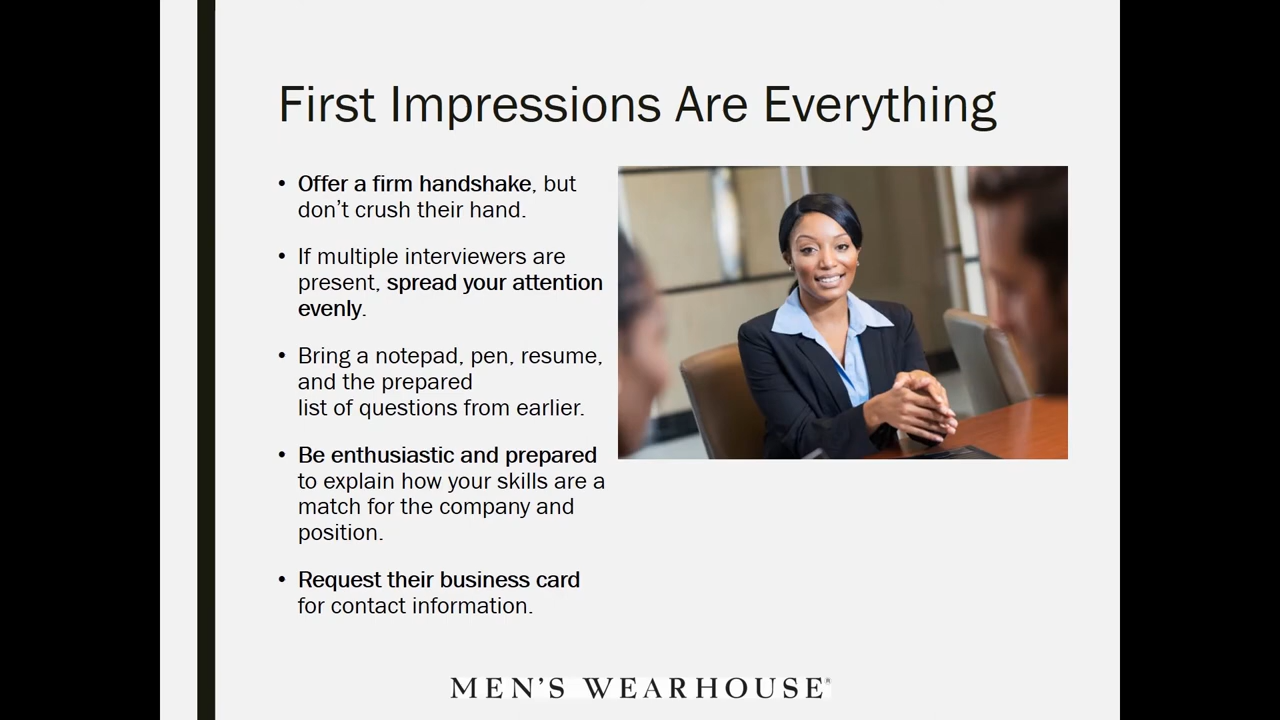 First Impressions Are Everything
• Offer a firm handshake, but
don’t crush their hand.
• If multiple interviewers are
present, spread your attention
evenly.
• Bring a notepad, pen, resume,
and the prepared
list of questions from earlier.
• Be enthusiastic and prepared
to explain how your skills are a
match for the company and
position.
• Request their business card
for contact information.
MEN’S WEARHOUSE®